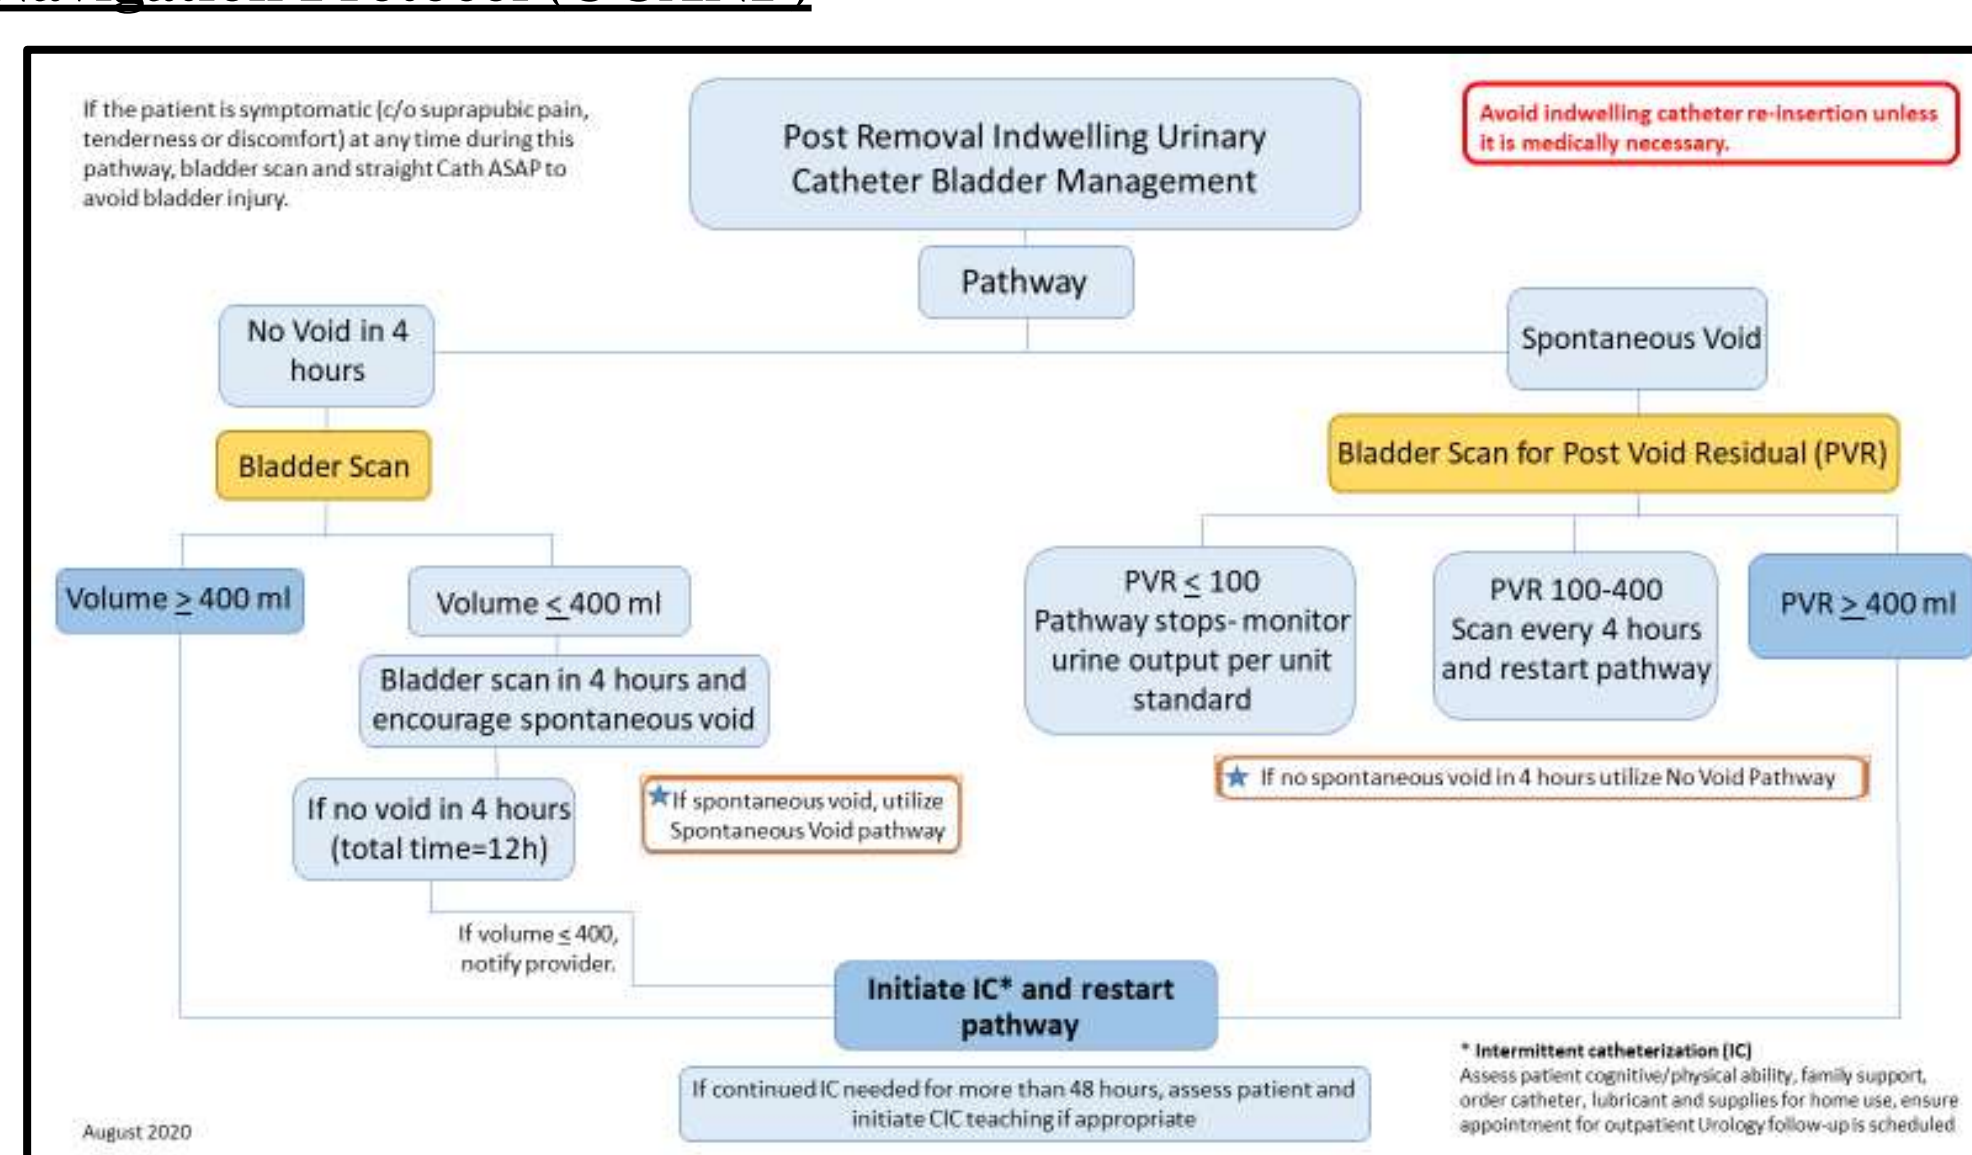 If the patient is symptomatic (c/o suprapubic pain,
tenderness or discomfort) at any time during this
pathway, bladder scan and straight Cath ASAP to
avoid bladder injury.
Post Removal Indwelling Urinary
Catheter Bladder Management
Avoid indwelling catheter re-insertion unless
it is medically necessary.
Pathway
No Void in 4
hours
Spontaneous Void
Bladder Scan
Bladder Scan for Post Void Residual (PVR)
Volume ≥ 400 ml
Volume ≤ 400 ml
PVR ≤ 100
Pathway stops- monitor
urine output per unit
standard
PVR 100-400
Scan every 4 hours
and restart pathway
PVR ≥ 400 ml
Bladder scan in 4 hours and
encourage spontaneous void
If no void in 4 hours
(total time=12h)
★If spontaneous void, utilize
Spontaneous Void pathway
★ If no spontaneous void in 4 hours utilize No Void Pathway
If volume ≤ 400,
notify provider.
Initiate IC* and restart
pathway
If continued IC needed for more than 48 hours, assess patient and
initiate CIC teaching if appropriate
* Intermittent catheterization (IC)
Assess patient cognitive/physical ability, family support,
order catheter, lubricant and supplies for home use, ensure
appointment for outpatient Urology follow-up is scheduled
August 2020